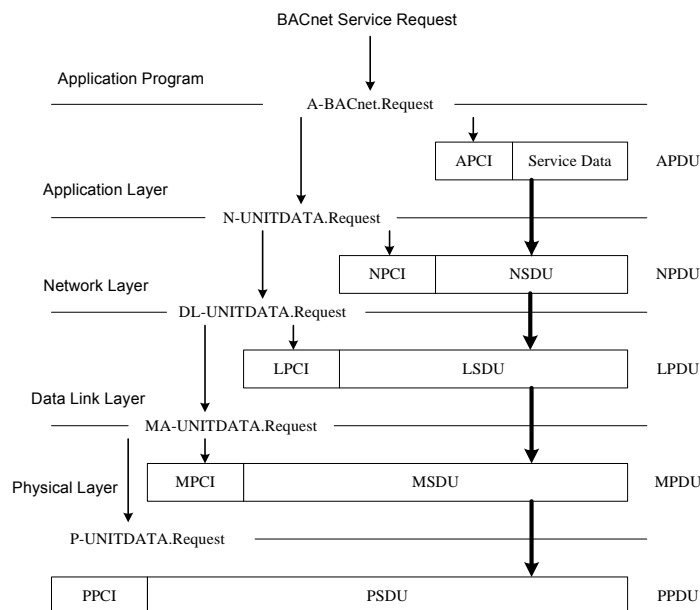 BACnet Service Request
Application Program
A-BACnet.Request
APCI Service Data APDU
Application Layer
N-UNITDATA.Request
NPCI NSDU NPDU
Network Layer
DL-UNITDATA.Request
LPCI LSDU LPDU
Data Link Layer
MA-UNITDATA.Request
MPCI MSDU MPDU
Physical Layer
P-UNITDATA.Request
PPCI PSDU PPDU